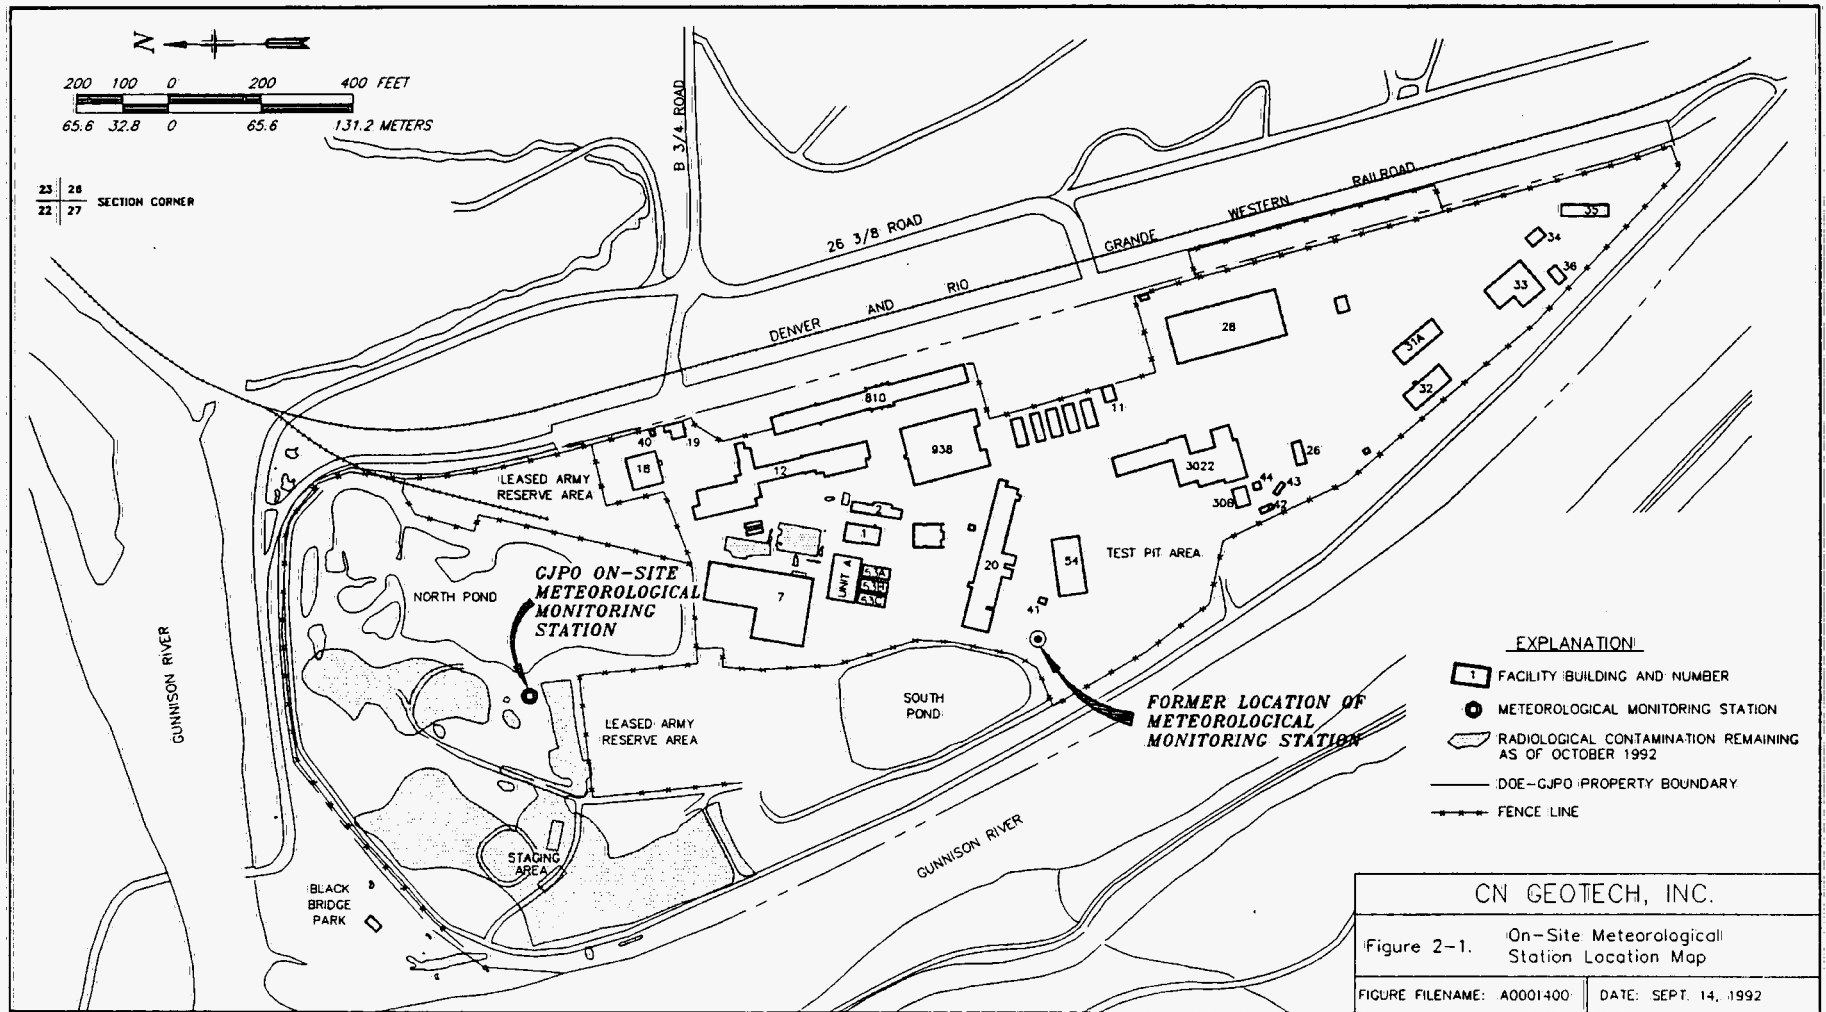 N
200 100 0 200 400 FEET
65.6 32.8 0 65.6 131.2 METERS
23 26
22 27
SECTION CORNER
B 3/4 ROAD
26 3/8 ROAD
DENVER AND RIO GRANDE WESTERN RAILROAD
35
34
36
33
31A
32
28
11
810
938
12
40
19
18
LEASED ARMY
RESERVE AREA
3022
26
44
43
42
30B
2
1
UNIT A
53A
53B
53C
7
20
54
41
TEST PIT AREA
NORTH POND
GJPO ON-SITE
METEOROLOGICAL
MONITORING
STATION
GUNNISON RIVER
LEASED ARMY
RESERVE AREA
SOUTH
POND
FORMER LOCATION OF
METEOROLOGICAL
MONITORING STATION
STAGING
AREA
BLACK
BRIDGE
PARK
GUNNISON RIVER
EXPLANATION
1 FACILITY BUILDING AND NUMBER
METEOROLOGICAL MONITORING STATION
RADIOLOGICAL CONTAMINATION REMAINING
AS OF OCTOBER 1992
DOE-GJPO PROPERTY BOUNDARY
FENCE LINE
CN GEOTECH, INC.
Figure 2-1. On-Site Meteorological
Station Location Map
FIGURE FILENAME: A0001400 DATE: SEPT. 14, 1992